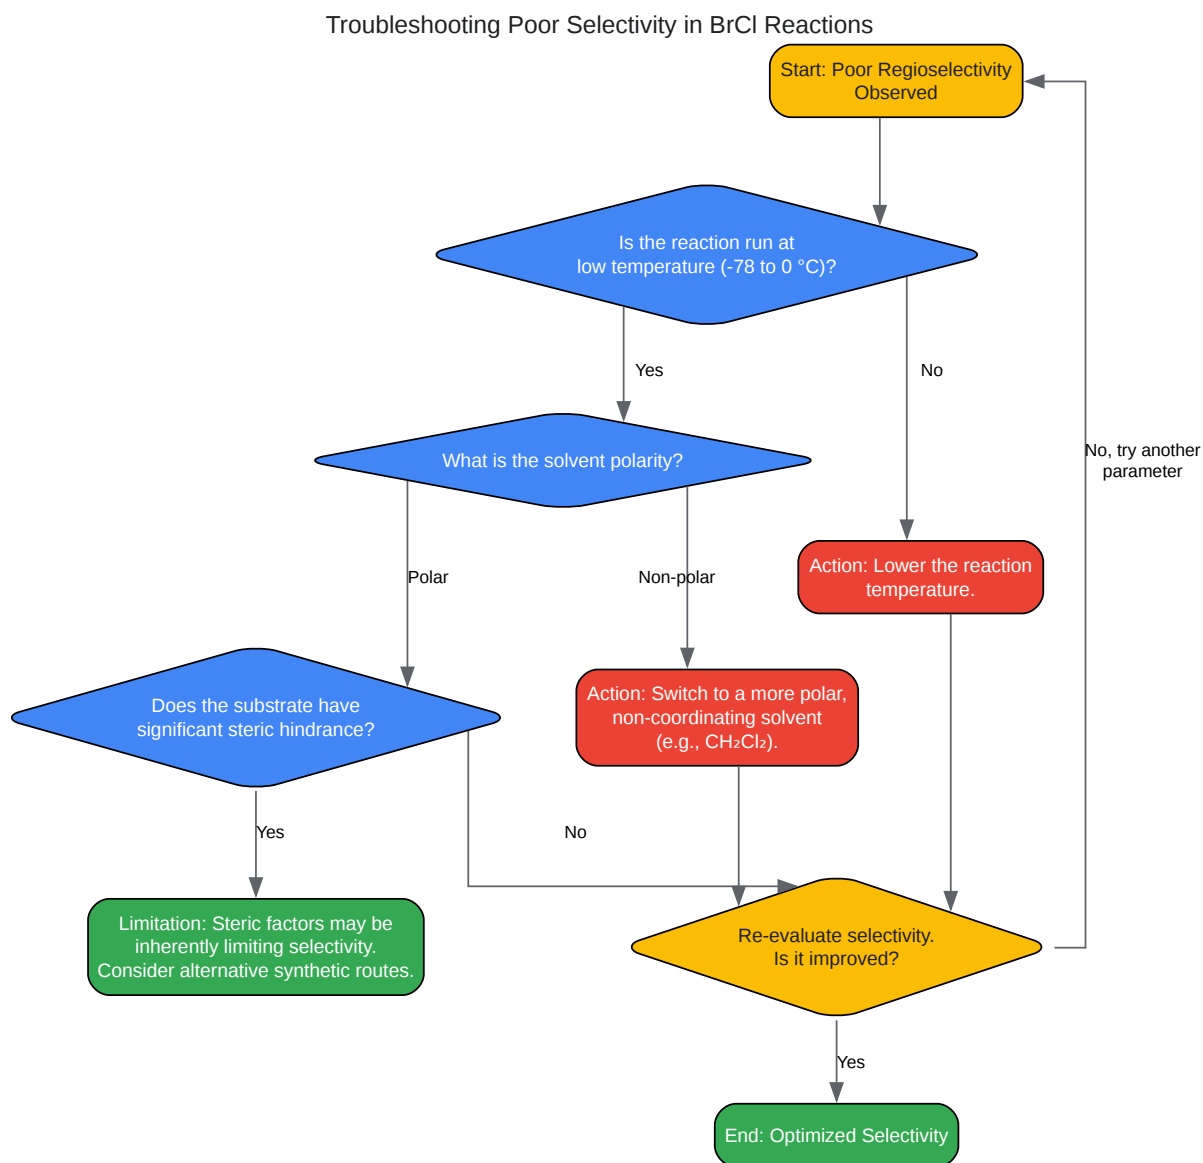 Troubleshooting Poor Selectivity in BrCl Reactions
Start: Poor Regioselectivity
Observed
Is the reaction run at
low temperature (-78 to 0 °C)?
Yes
No
No, try another
parameter
What is the solvent polarity?
Polar
Non-polar
Action: Lower the reaction
temperature.
Does the substrate have
significant steric hindrance?
Action: Switch to a more polar,
non-coordinating solvent
(e.g., CH₂Cl₂).
Yes
No
Limitation: Steric factors may be
inherently limiting selectivity.
Consider alternative synthetic routes.
Re-evaluate selectivity.
Is it improved?
Yes
End: Optimized Selectivity